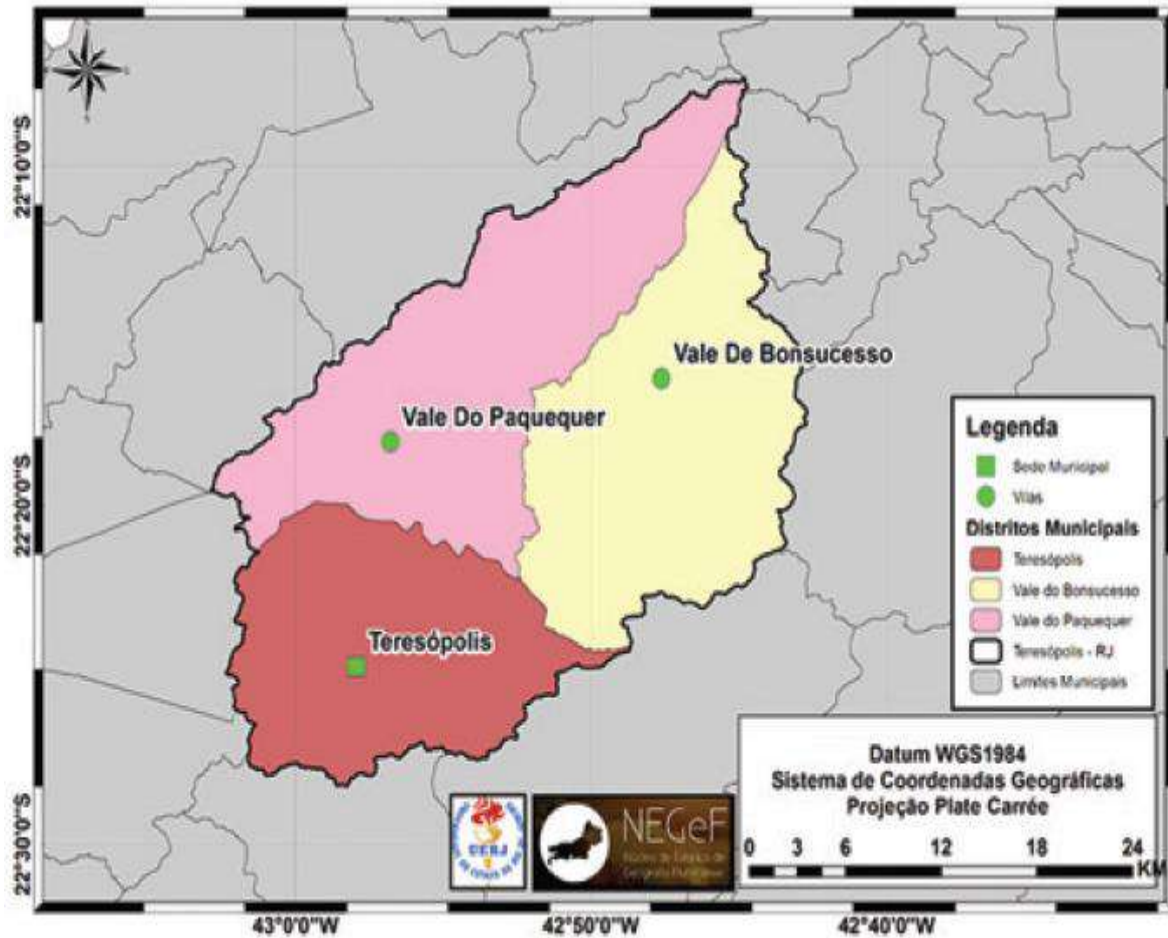 22°10'0"S
22°20'0"S
22°30'0"S
Vale De Bonsucesso
Vale Do Paquequer
Teresópolis
Legenda
Sede Municipal
Vilas
Distritos Municipais
Teresópolis
Vale do Bonsucesso
Vale do Paquequer
Teresópolis - RJ
Limites Municipais
Datum WGS1984
Sistema de Coordenadas Geográficas
Projeção Plate Carrée
0 3 6 12 18 24
KM
UERJ
NEGeF
43°0'0"W
42°50'0"W
42°40'0"W